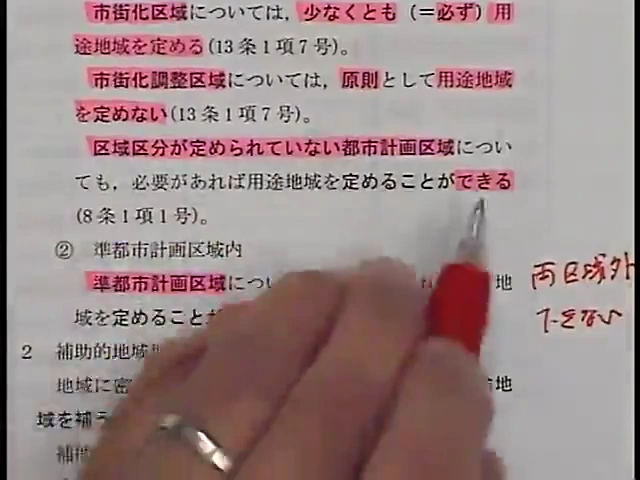 市街化区域については，少なくとも（＝必ず）用
途地域を定める（13条1項7号）。
市街化調整区域については，原則として用途地域
を定めない（13条1項7号）。
区域区分が定められていない都市計画区域につい
ても，必要があれば用途地域を定めることができる
（8条1項1号）。
② 準都市計画区域内
準都市計画区域につ 地
域を定めること
2 補助的地域
地域に密 地
域を補う
補
両区域外
できない